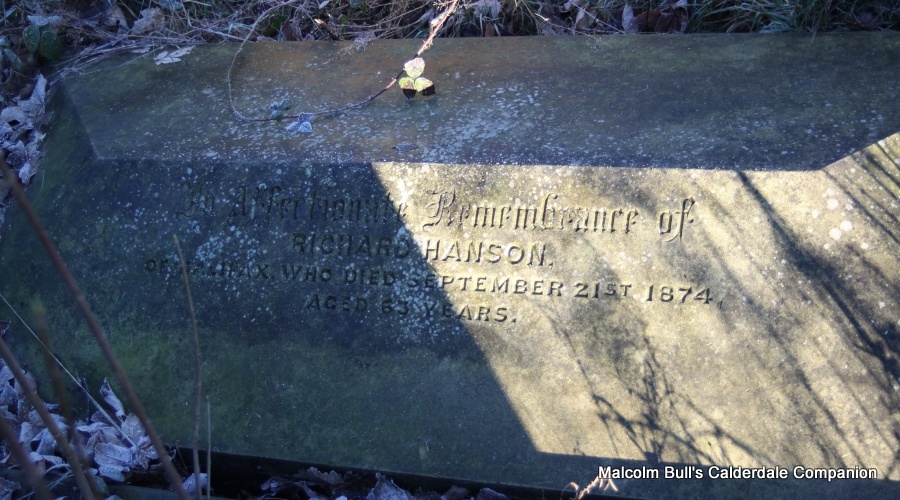 In Affectionate Remembrance of
RICHARD HANSON,
OF HALIFAX, WHO DIED SEPTEMBER 21ST 1874,
AGED 63 YEARS.
Malcolm Bull's Calderdale Companion